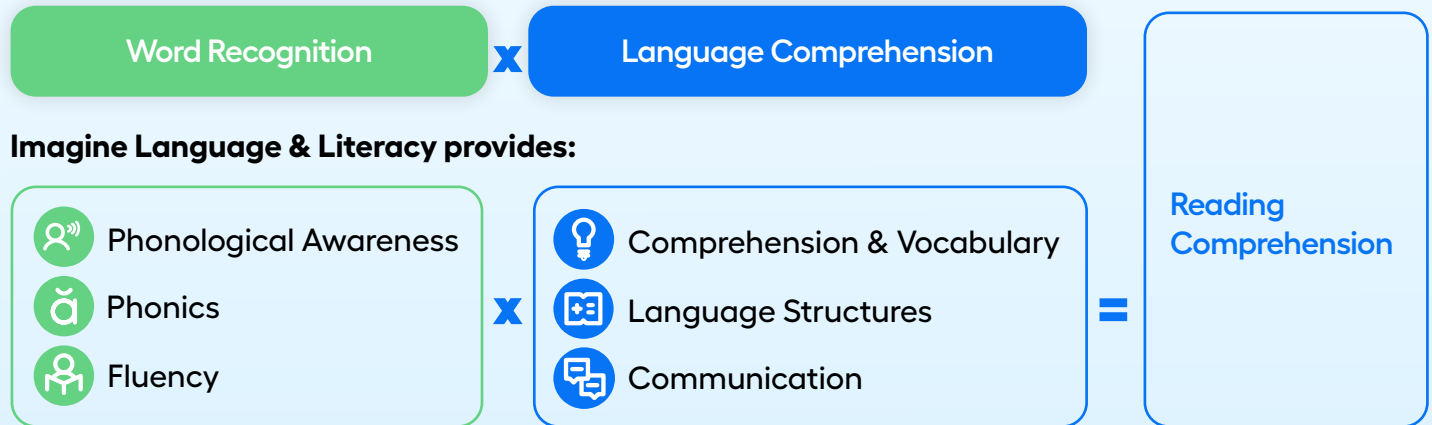 Word Recognition x Language Comprehension
Imagine Language & Literacy provides:
Phonological Awareness
Phonics
Fluency
x
Comprehension & Vocabulary
Language Structures
Communication
=
Reading
Comprehension